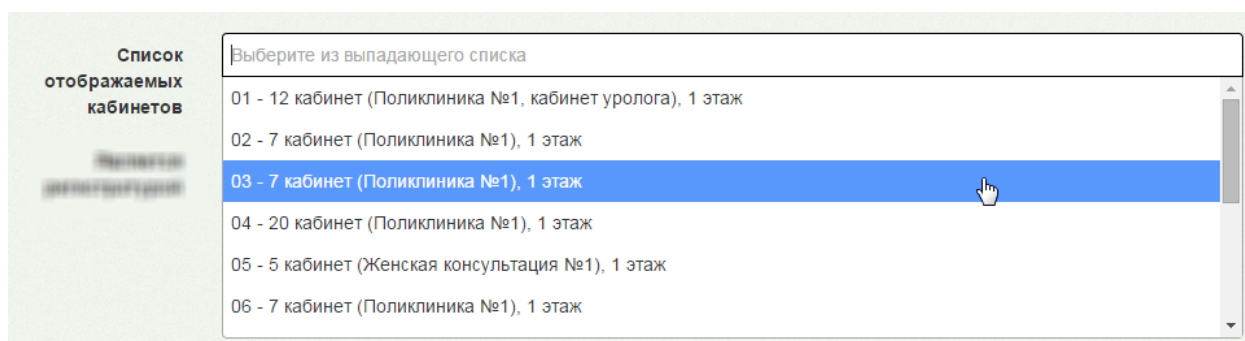 Список
отображаемых
кабинетов
Выберите из выпадающего списка
01 - 12 кабинет (Поликлиника №1, кабинет уролога), 1 этаж
02 - 7 кабинет (Поликлиника №1), 1 этаж
03 - 7 кабинет (Поликлиника №1), 1 этаж
04 - 20 кабинет (Поликлиника №1), 1 этаж
05 - 5 кабинет (Женская консультация №1), 1 этаж
06 - 7 кабинет (Поликлиника №1), 1 этаж